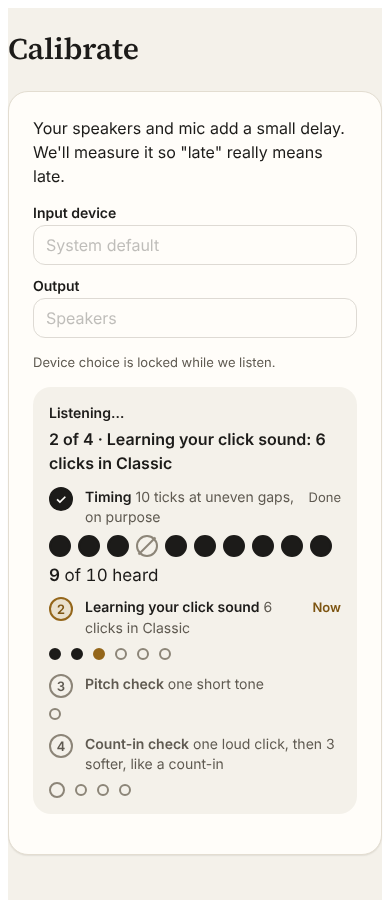 Calibrate
Your speakers and mic add a small delay.
We'll measure it so "late" really means
late.
Input device
System default
Output
Speakers
Device choice is locked while we listen.
Listening...
2 of 4 · Learning your click sound: 6
clicks in Classic
Timing 10 ticks at uneven gaps, Done
on purpose
9 of 10 heard
2 Learning your click sound 6 Now
clicks in Classic
3 Pitch check one short tone
4 Count-in check one loud click, then 3
softer, like a count-in